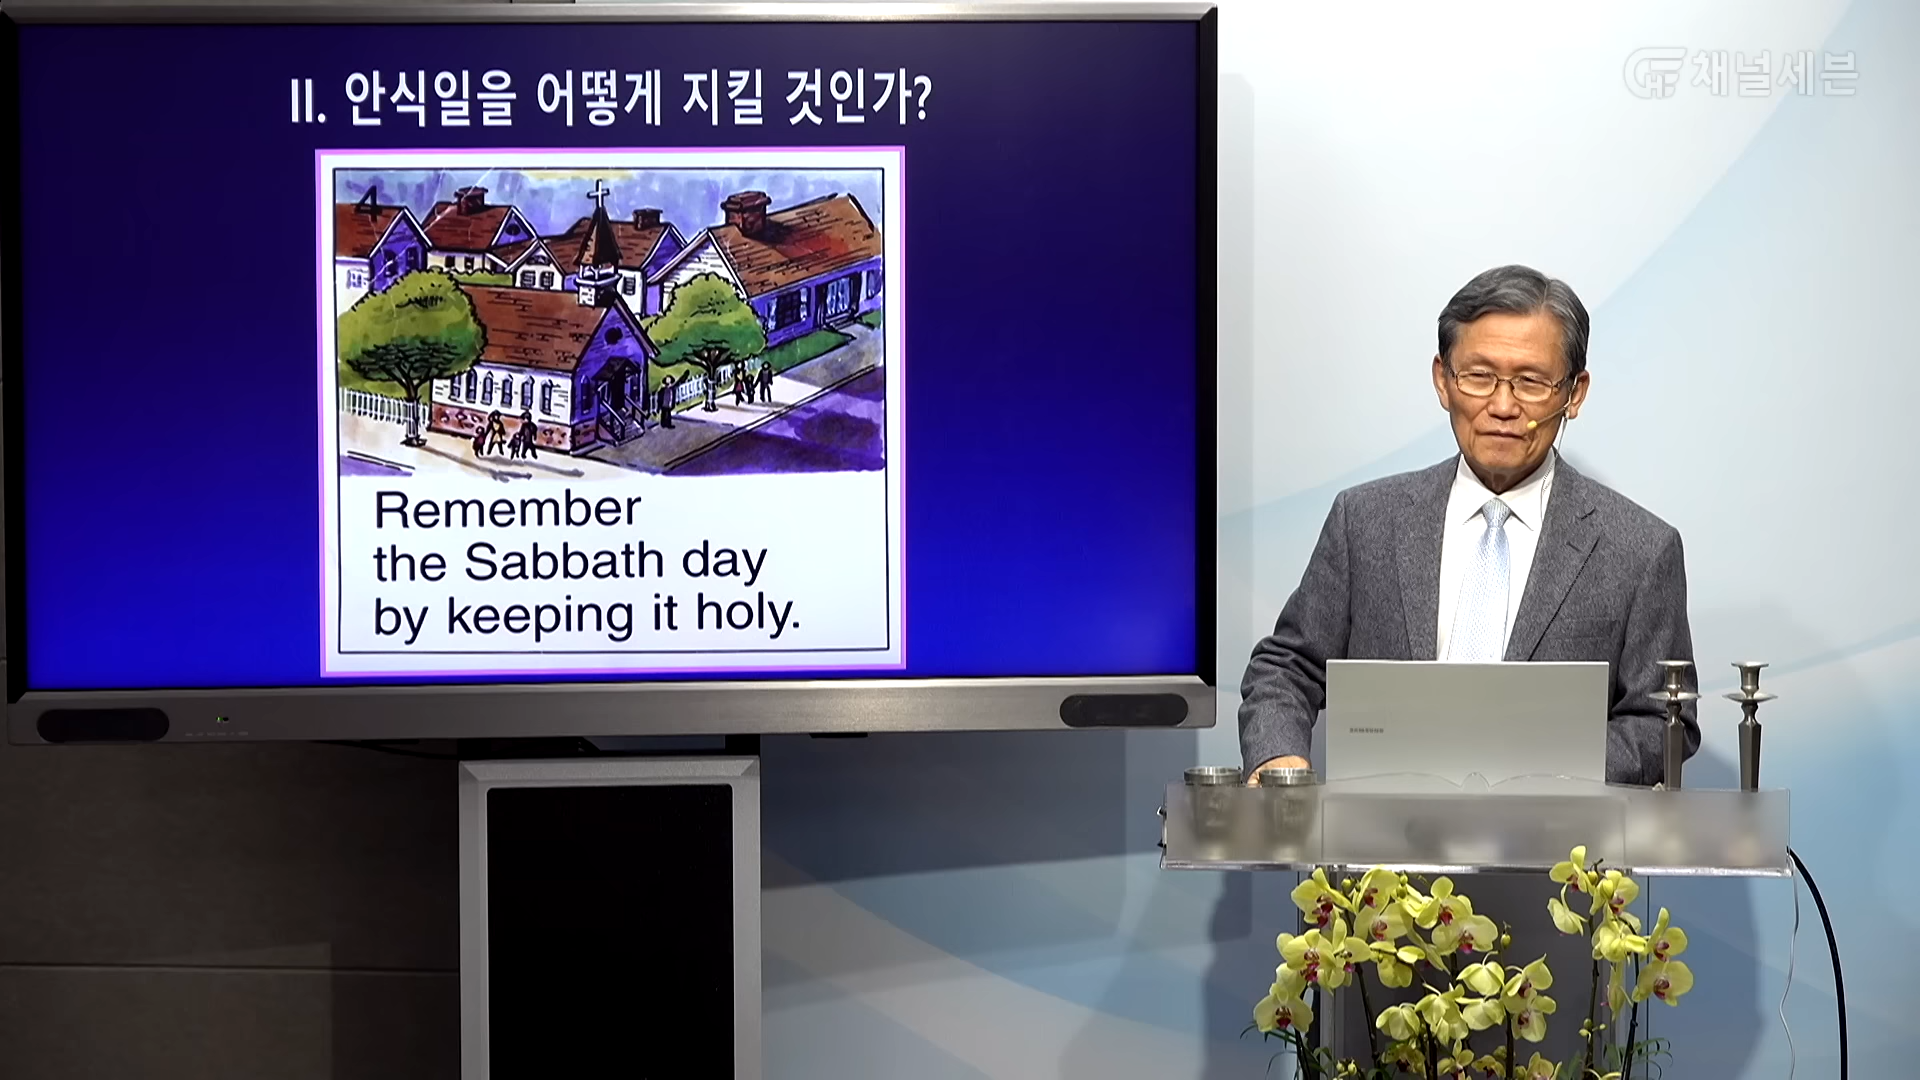 II. 안식일을 어떻게 지킬 것인가?
채널세븐
4
Remember
the Sabbath day
by keeping it holy.
SAMSUNG